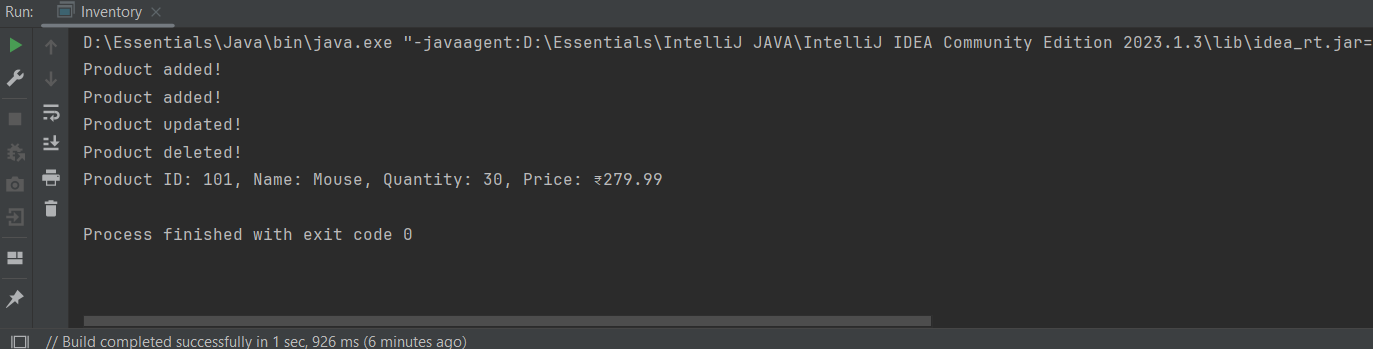 Run: Inventory
D:\Essentials\Java\bin\java.exe "-javaagent:D:\Essentials\IntelliJ JAVA\IntelliJ IDEA Community Edition 2023.1.3\lib\idea_rt.jar=
Product added!
Product added!
Product updated!
Product deleted!
Product ID: 101, Name: Mouse, Quantity: 30, Price: ₹279.99
Process finished with exit code 0
// Build completed successfully in 1 sec, 926 ms (6 minutes ago)